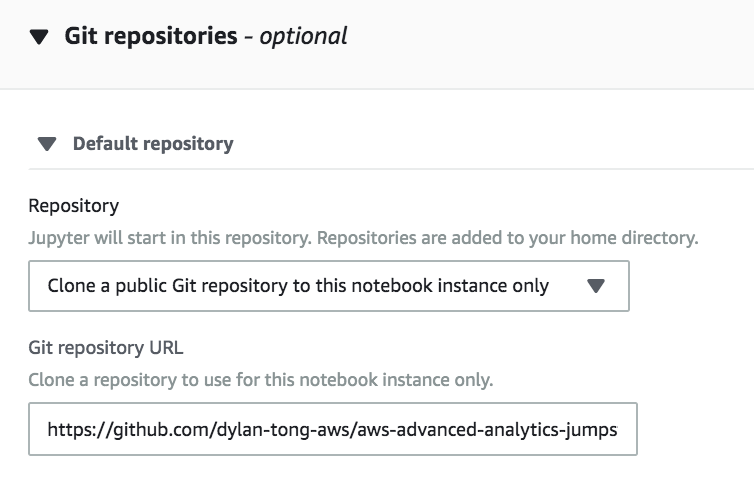 Git repositories - optional
Default repository
Repository
Jupyter will start in this repository. Repositories are added to your home directory.
Clone a public Git repository to this notebook instance only
Git repository URL
Clone a repository to use for this notebook instance only.
https://github.com/dylan-tong-aws/aws-advanced-analytics-jumps